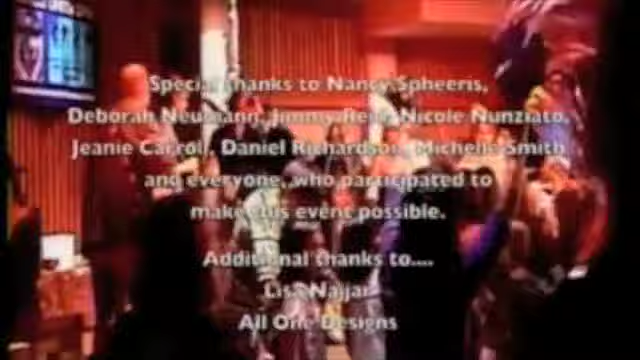 Special thanks to Nancy Spheeris,
Deborah Neumann, Jimmy Rein, Nicole Nunziato,
Jeanie Carroll, Daniel Richardson, Michelle Smith
and everyone who participated to
make this event possible.
Additional thanks to....
Lisa Najjar
All One Designs